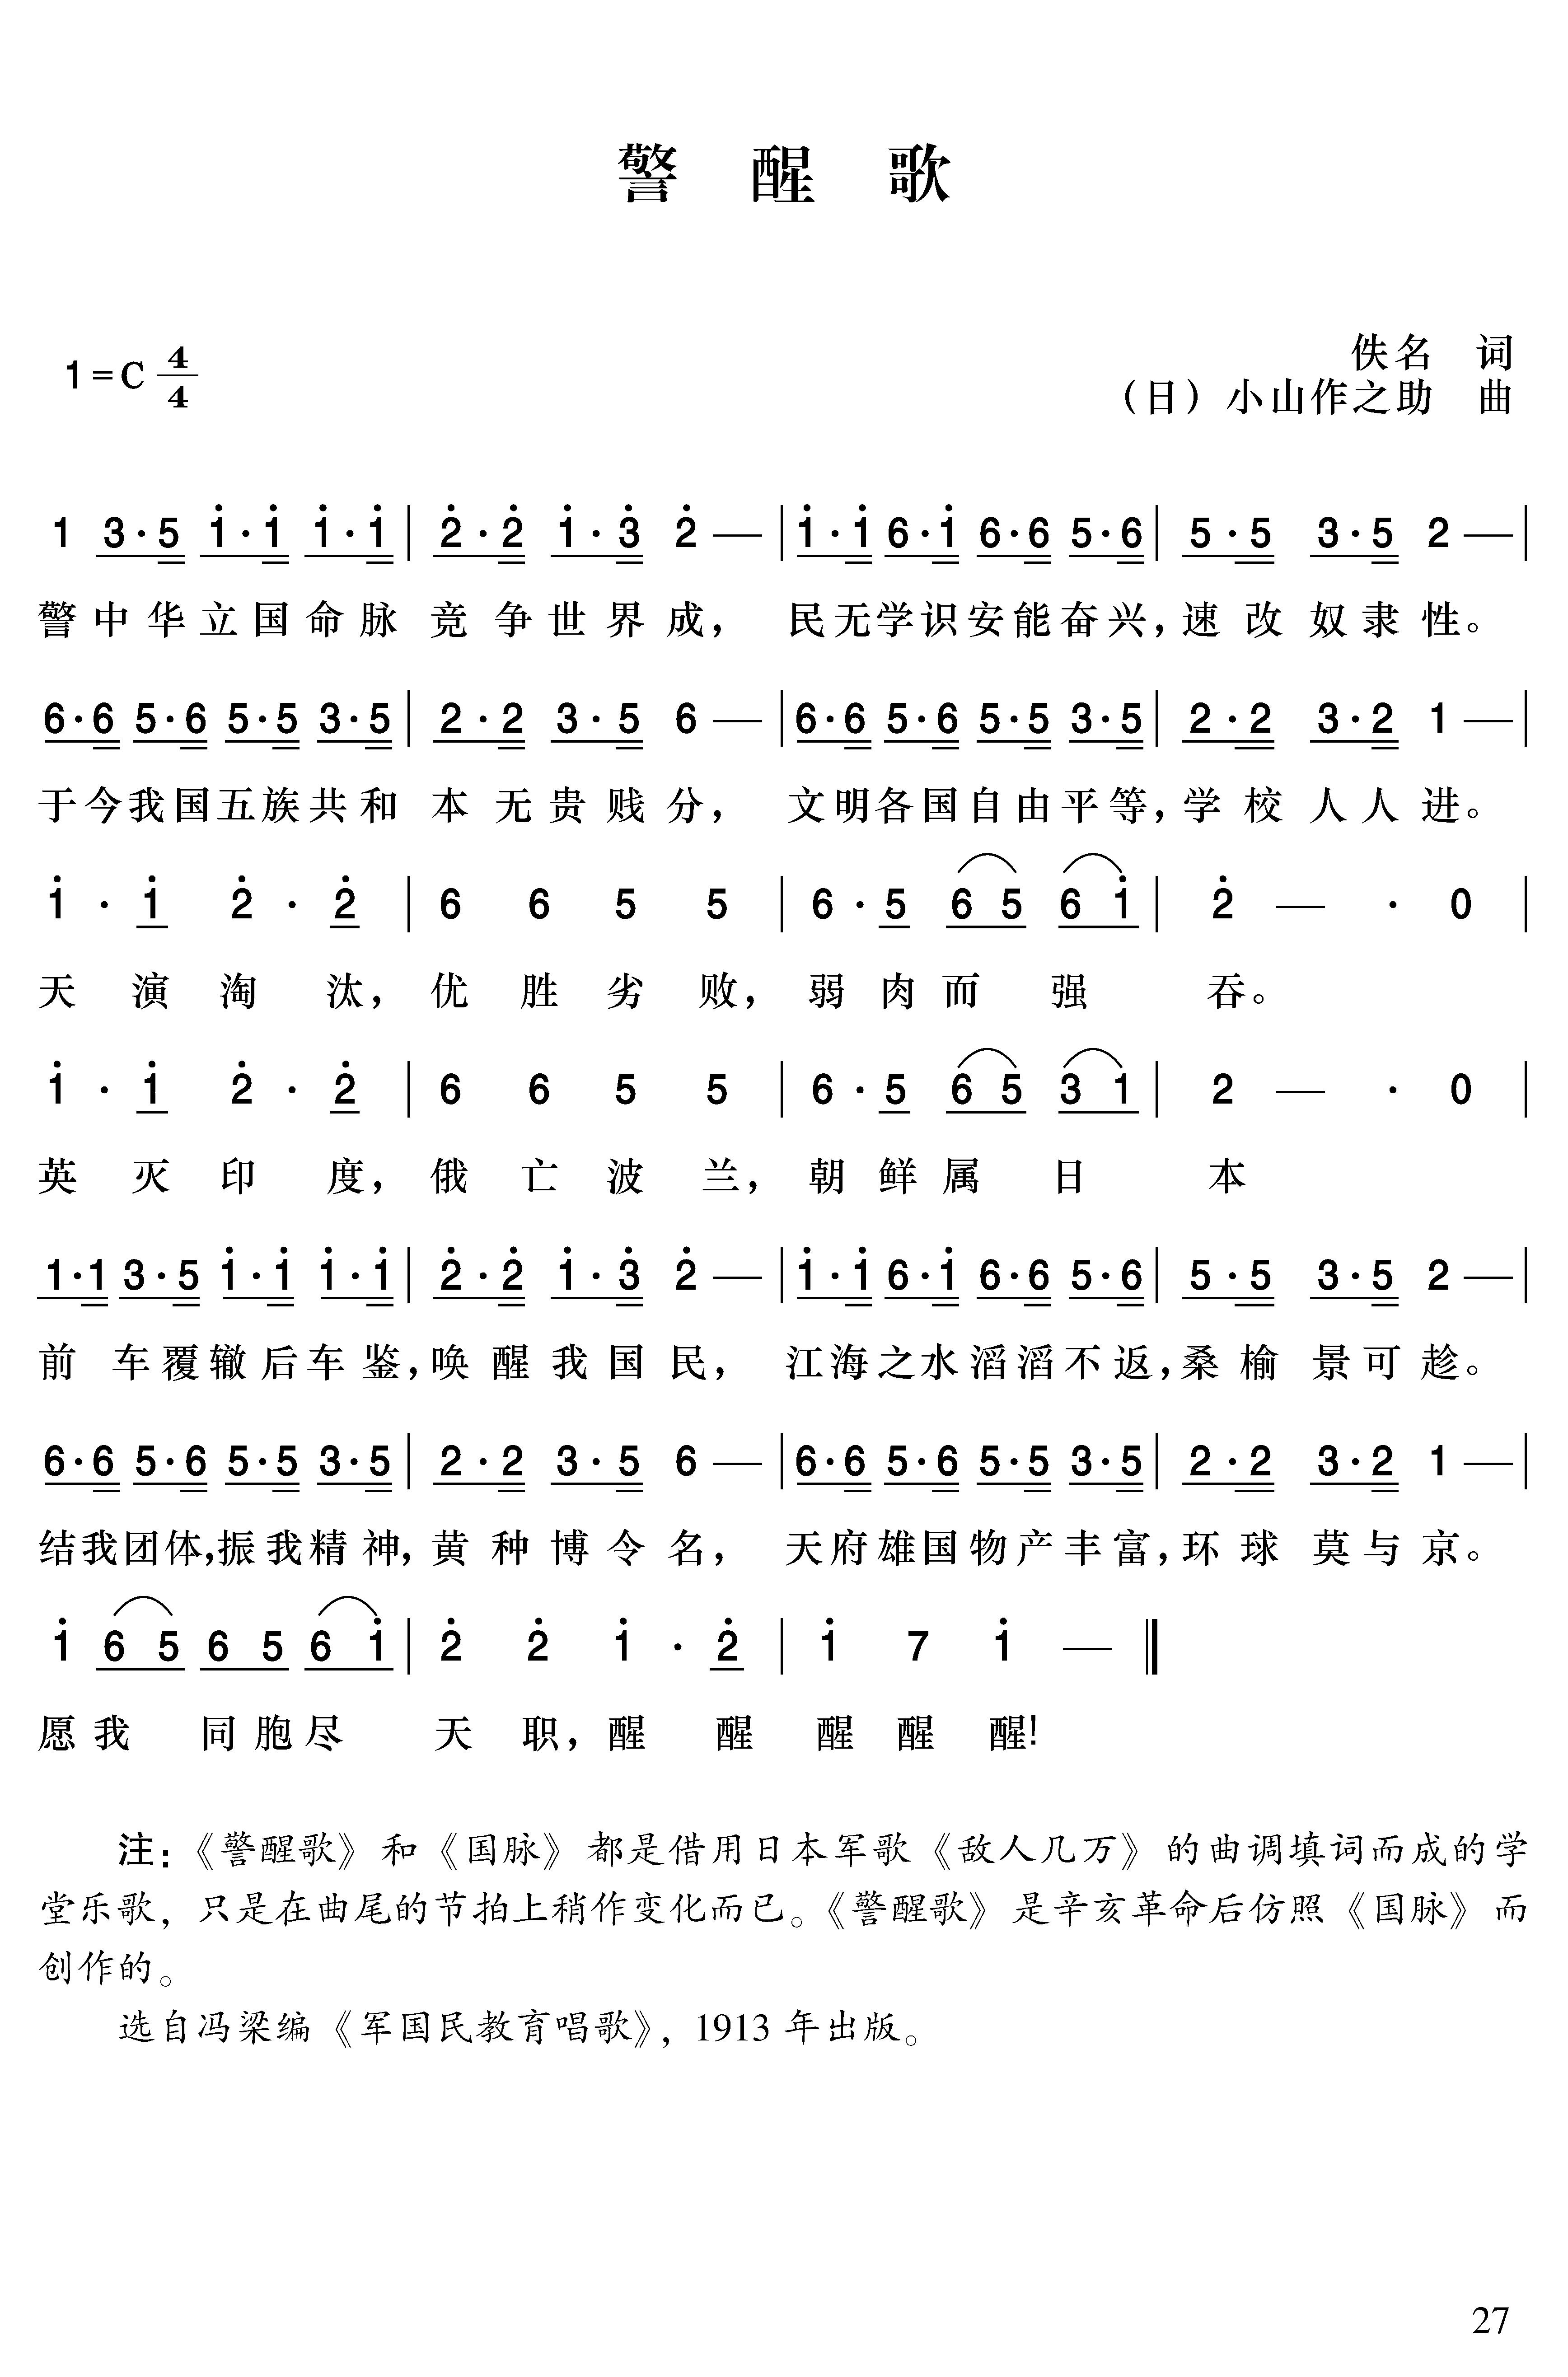 警 醒 歌
佚名 词
1=C 4/4
（日）小山作之助 曲
1 3·5 i·i i·i | 2̇·2̇ i·3̇ 2̇ — | i·i 6·i 6·6 5·6 | 5·5 3·5 2 — |
警中华立国命脉 竞争世界成， 民无学识安能奋兴，速改奴隶性。
6·6 5·6 5·5 3·5 | 2·2 3·5 6 — | 6·6 5·6 5·5 3·5 | 2·2 3·2 1 — |
于今我国五族共和 本无贵贱分， 文明各国自由平等，学校人人进。
i · i 2̇ · 2̇ | 6 6 5 5 | 6·5 6 5 6 i | 2̇ — · 0 |
天演淘汰，优胜劣败，弱肉而强吞。
i · i 2̇ · 2̇ | 6 6 5 5 | 6·5 6 5 3 1 | 2 — · 0 |
英灭印度，俄亡波兰，朝鲜属日本
1·1 3·5 i·i i·i | 2̇·2̇ i·3̇ 2̇ — | i·i 6·i 6·6 5·6 | 5·5 3·5 2 — |
前车覆辙后车鉴，唤醒我国民， 江海之水滔滔不返，桑榆景可趁。
6·6 5·6 5·5 3·5 | 2·2 3·5 6 — | 6·6 5·6 5·5 3·5 | 2·2 3·2 1 — |
结我团体，振我精神，黄种博令名， 天府雄国物产丰富，环球莫与京。
i 6 5 6 5 6 i | 2̇ 2̇ i · 2̇ | i 7 i — ‖
愿我同胞尽天职，醒醒醒醒醒！
注：《警醒歌》和《国脉》都是借用日本军歌《敌人几万》的曲调填词而成的学
堂乐歌，只是在曲尾的节拍上稍作变化而已。《警醒歌》是辛亥革命后仿照《国脉》而
创作的。
选自冯梁编《军国民教育唱歌》，1913 年出版。
27